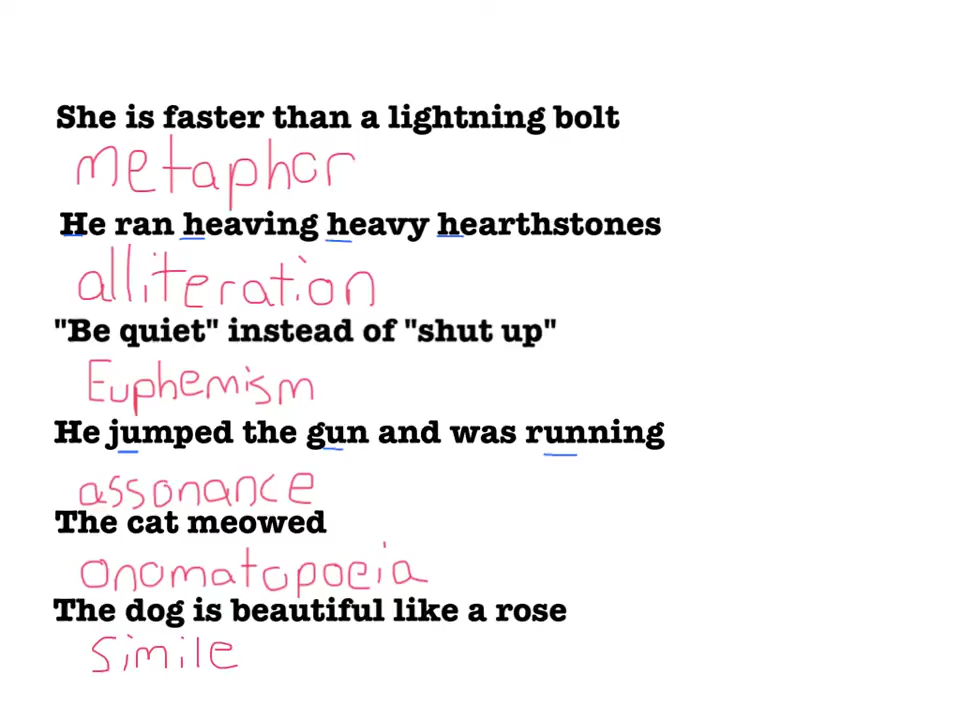 She is faster than a lightning bolt
metaphor
He ran heaving heavy hearthstones
alliteration
"Be quiet" instead of "shut up"
Euphemism
He jumped the gun and was running
assonance
The cat meowed
onomatopoeia
The dog is beautiful like a rose
Simile